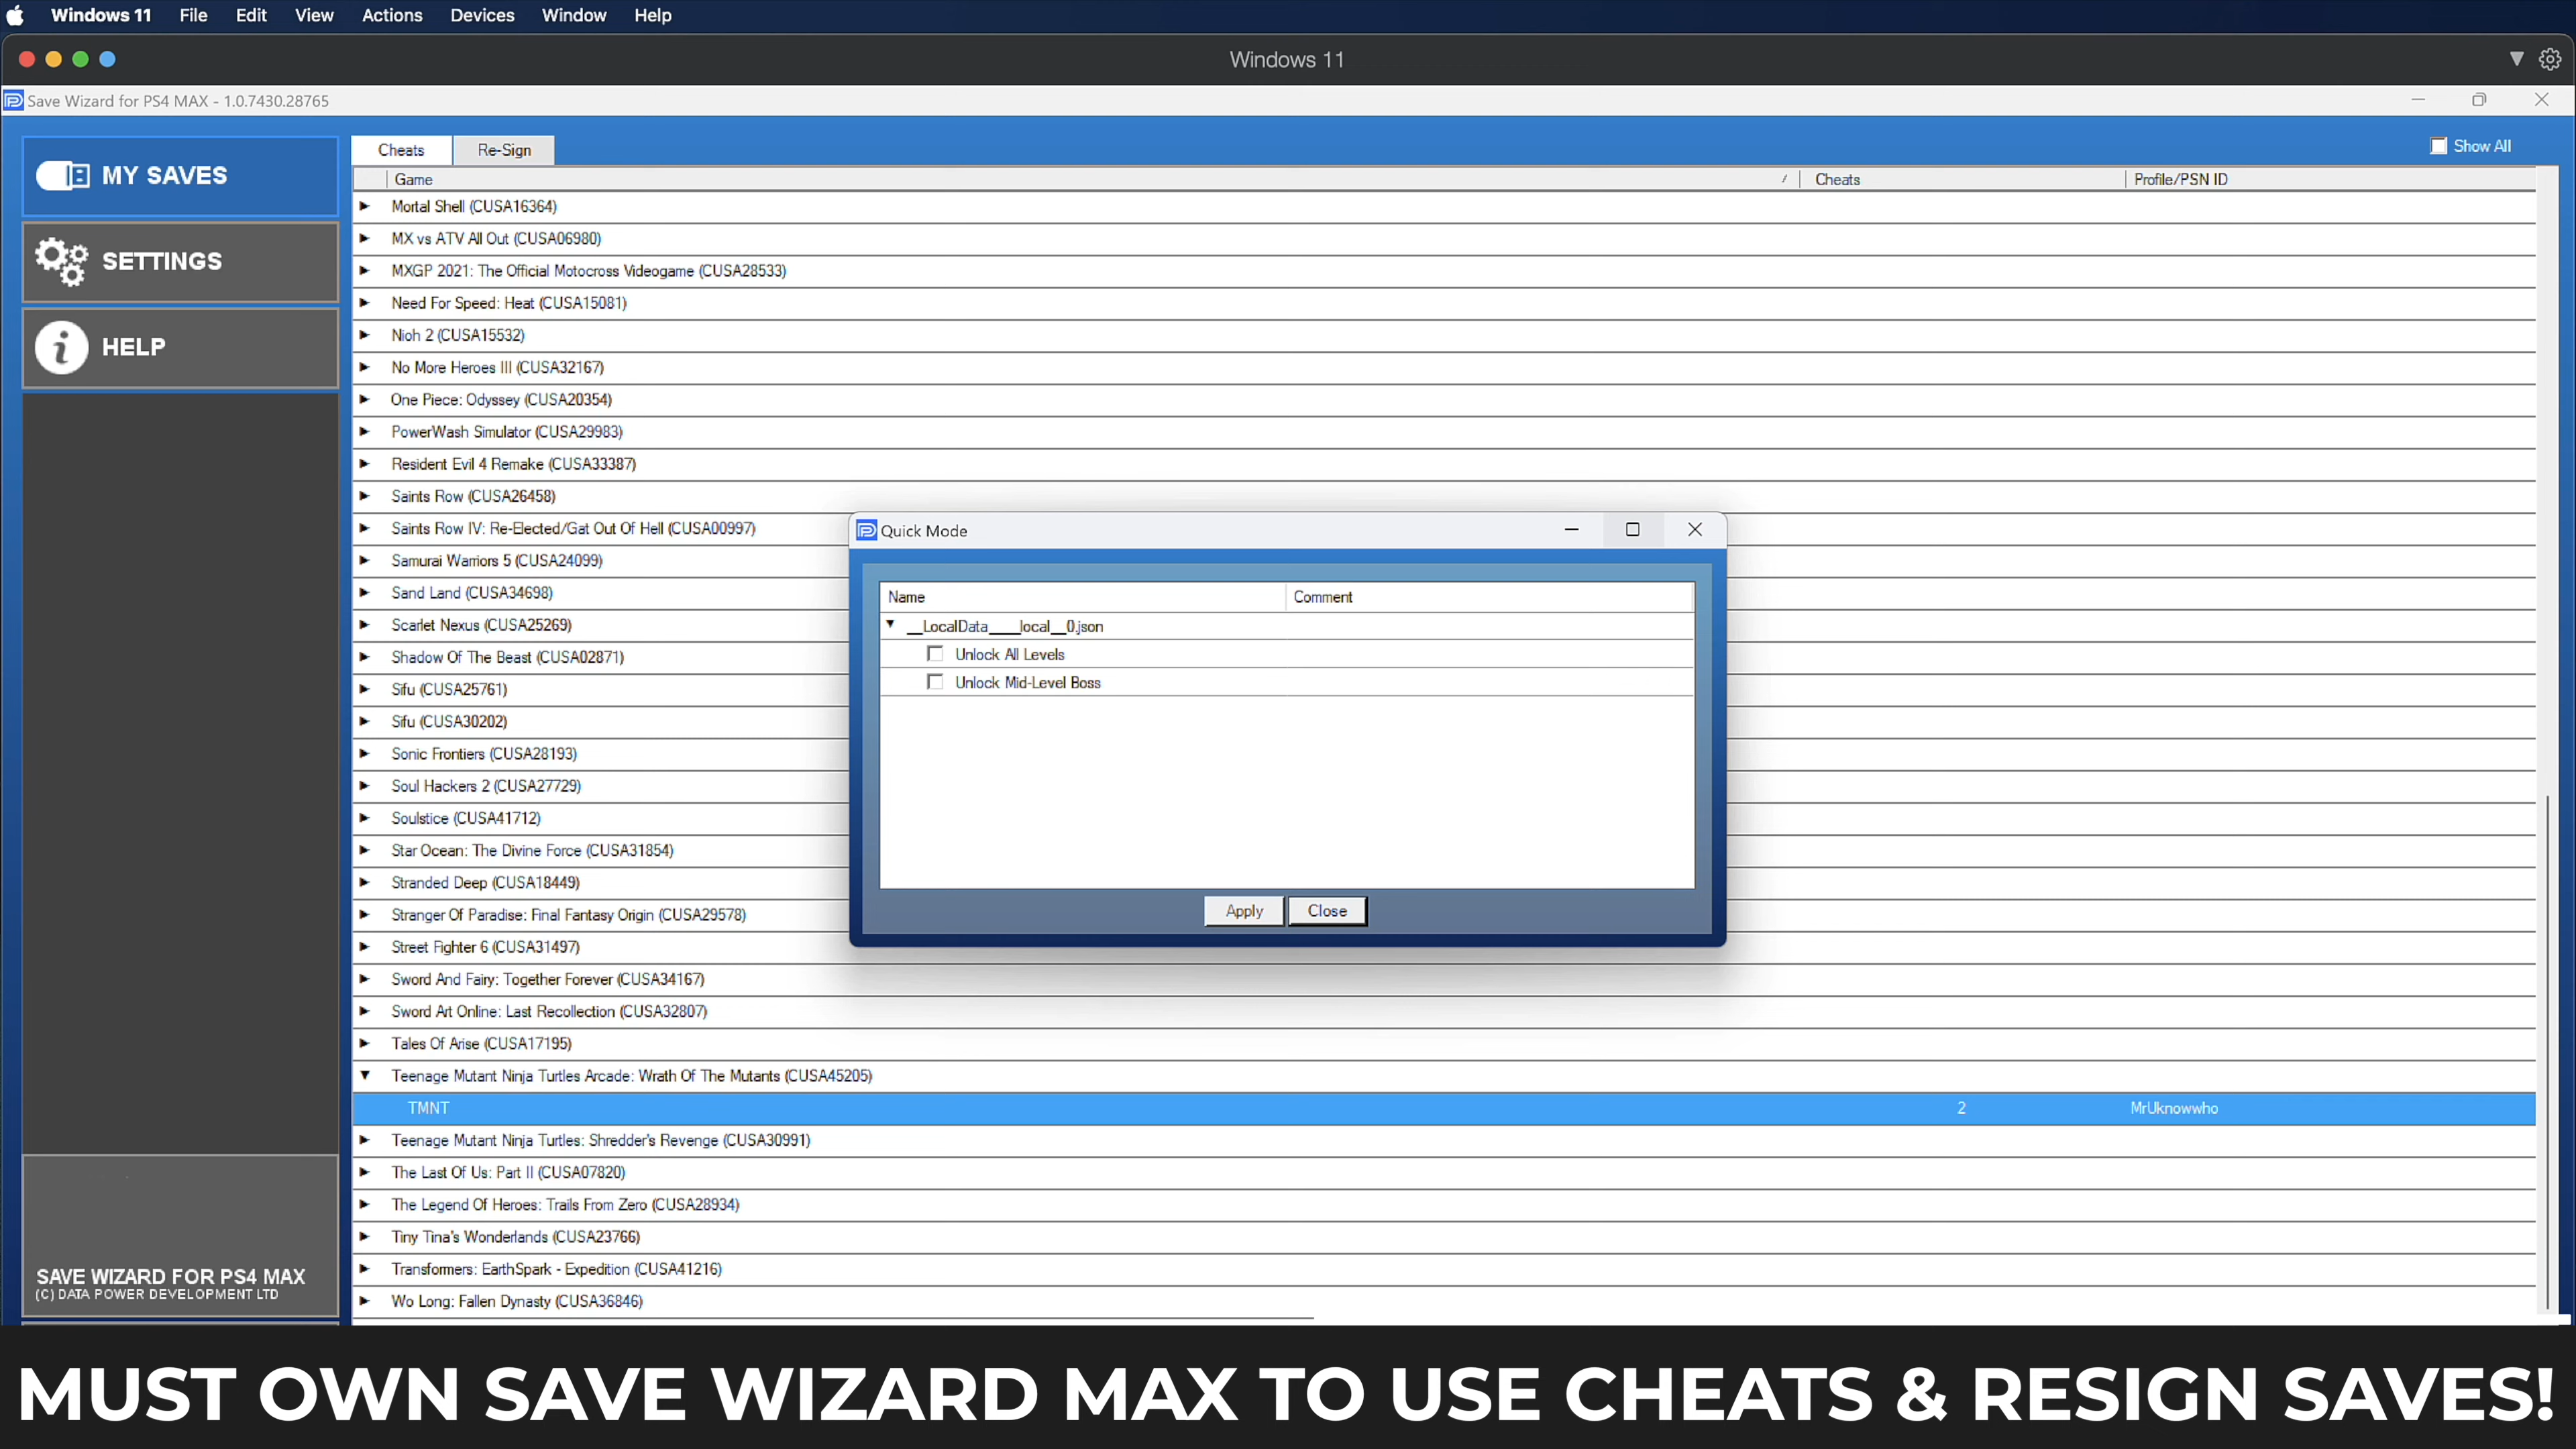 Windows 11 File Edit View Actions Devices Window Help
Windows 11
Save Wizard for PS4 MAX - 1.0.7430.28765
MY SAVES
SETTINGS
HELP
Cheats Re-Sign Show All
Game Cheats Profile/PSN ID
Mortal Shell (CUSA16364)
MX vs ATV All Out (CUSA06980)
MXGP 2021: The Official Motocross Videogame (CUSA28533)
Need For Speed: Heat (CUSA15081)
Nioh 2 (CUSA15532)
No More Heroes III (CUSA32167)
One Piece: Odyssey (CUSA20354)
PowerWash Simulator (CUSA29983)
Resident Evil 4 Remake (CUSA33387)
Saints Row (CUSA26458)
Saints Row IV: Re-Elected/Gat Out Of Hell (CUSA00997)
Samurai Warriors 5 (CUSA24099)
Sand Land (CUSA34698)
Scarlet Nexus (CUSA25269)
Shadow Of The Beast (CUSA02871)
Sifu (CUSA25761)
Sifu (CUSA30202)
Sonic Frontiers (CUSA28193)
Soul Hackers 2 (CUSA27729)
Soulstice (CUSA41712)
Star Ocean: The Divine Force (CUSA31854)
Stranded Deep (CUSA18449)
Stranger Of Paradise: Final Fantasy Origin (CUSA29578)
Street Fighter 6 (CUSA31497)
Sword And Fairy: Together Forever (CUSA34167)
Sword Art Online: Last Recollection (CUSA32807)
Tales Of Arise (CUSA17195)
Teenage Mutant Ninja Turtles Arcade: Wrath Of The Mutants (CUSA45205)
TMNT 2 MrUknowwho
Teenage Mutant Ninja Turtles: Shredder's Revenge (CUSA30991)
The Last Of Us: Part II (CUSA07820)
The Legend Of Heroes: Trails From Zero (CUSA28934)
Tiny Tina's Wonderlands (CUSA23766)
Transformers: EarthSpark - Expedition (CUSA41216)
Wo Long: Fallen Dynasty (CUSA36846)
Quick Mode
Name Comment
__LocalData____local__0.json
Unlock All Levels
Unlock Mid-Level Boss
Apply Close
SAVE WIZARD FOR PS4 MAX
(C) DATA POWER DEVELOPMENT LTD
MUST OWN SAVE WIZARD MAX TO USE CHEATS & RESIGN SAVES!